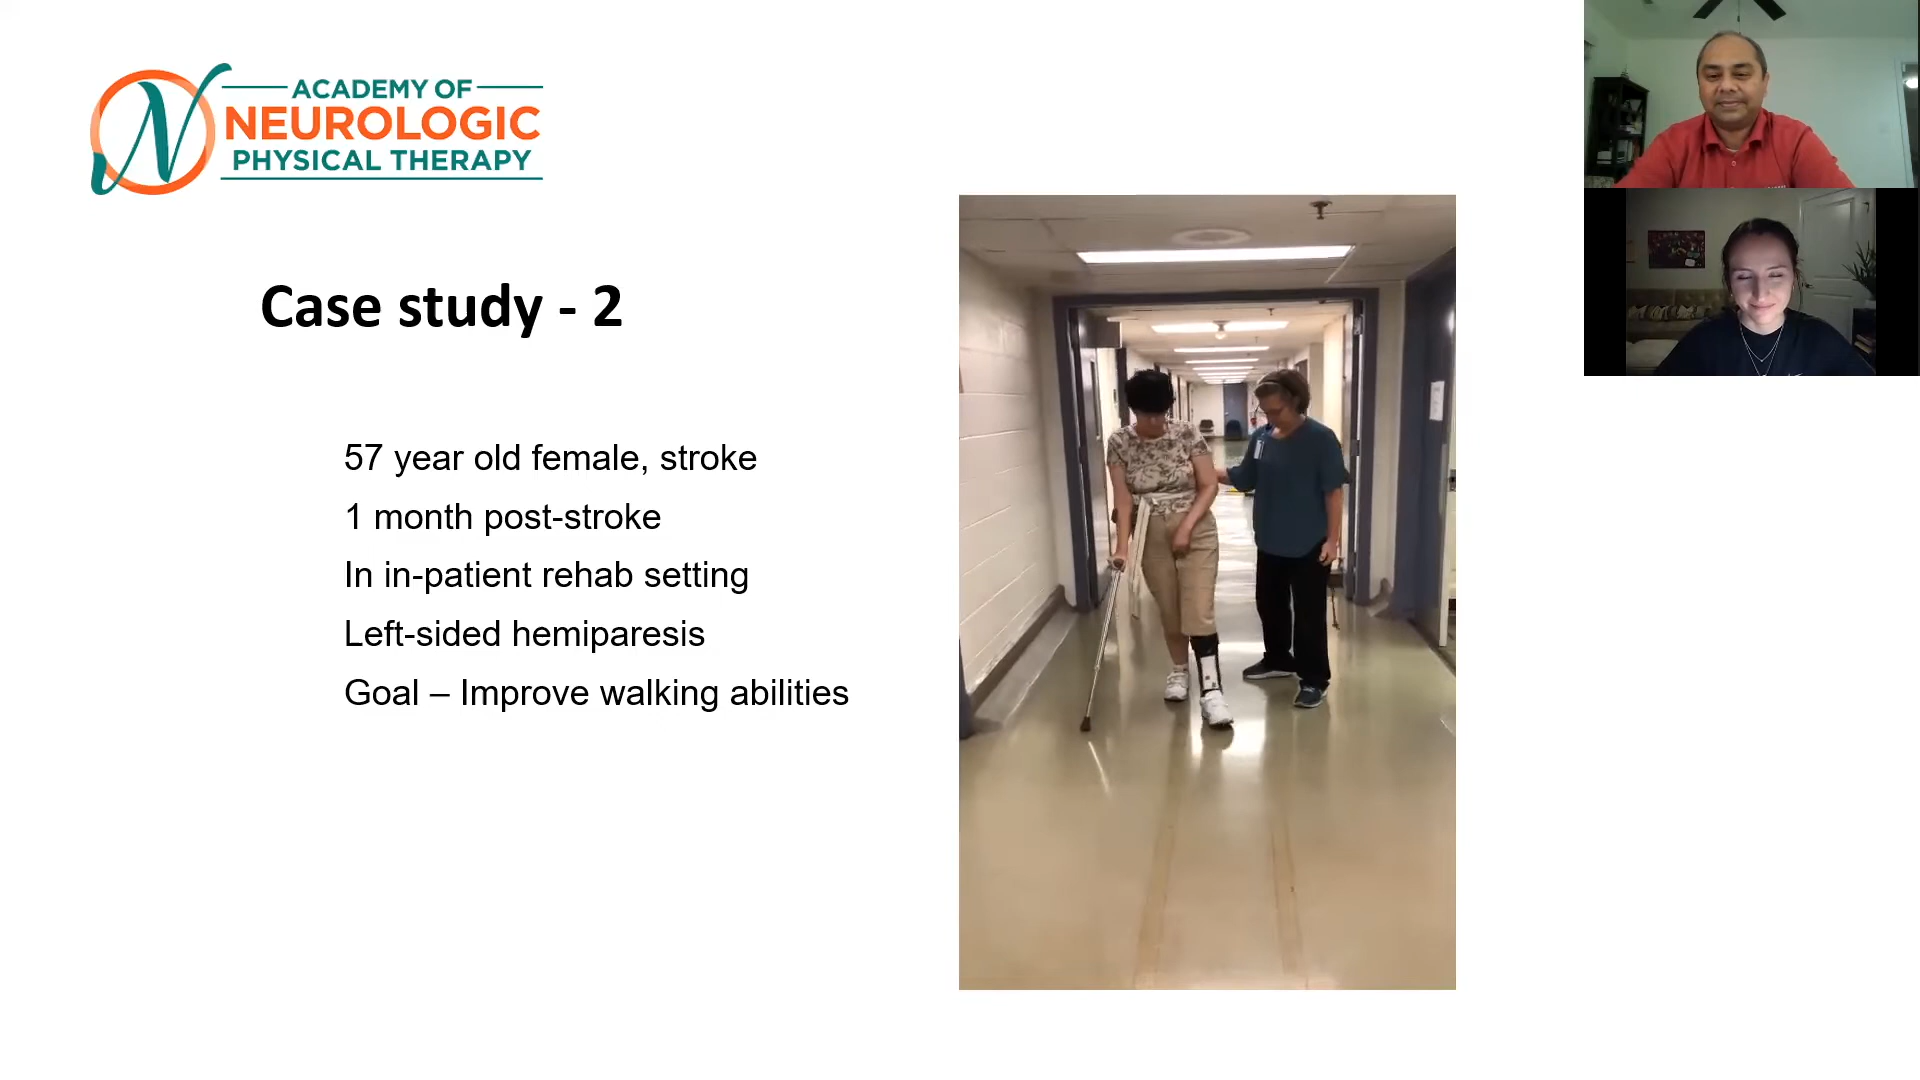 ACADEMY OF
NEUROLOGIC
PHYSICAL THERAPY
Case study - 2
57 year old female, stroke
1 month post-stroke
In in-patient rehab setting
Left-sided hemiparesis
Goal – Improve walking abilities